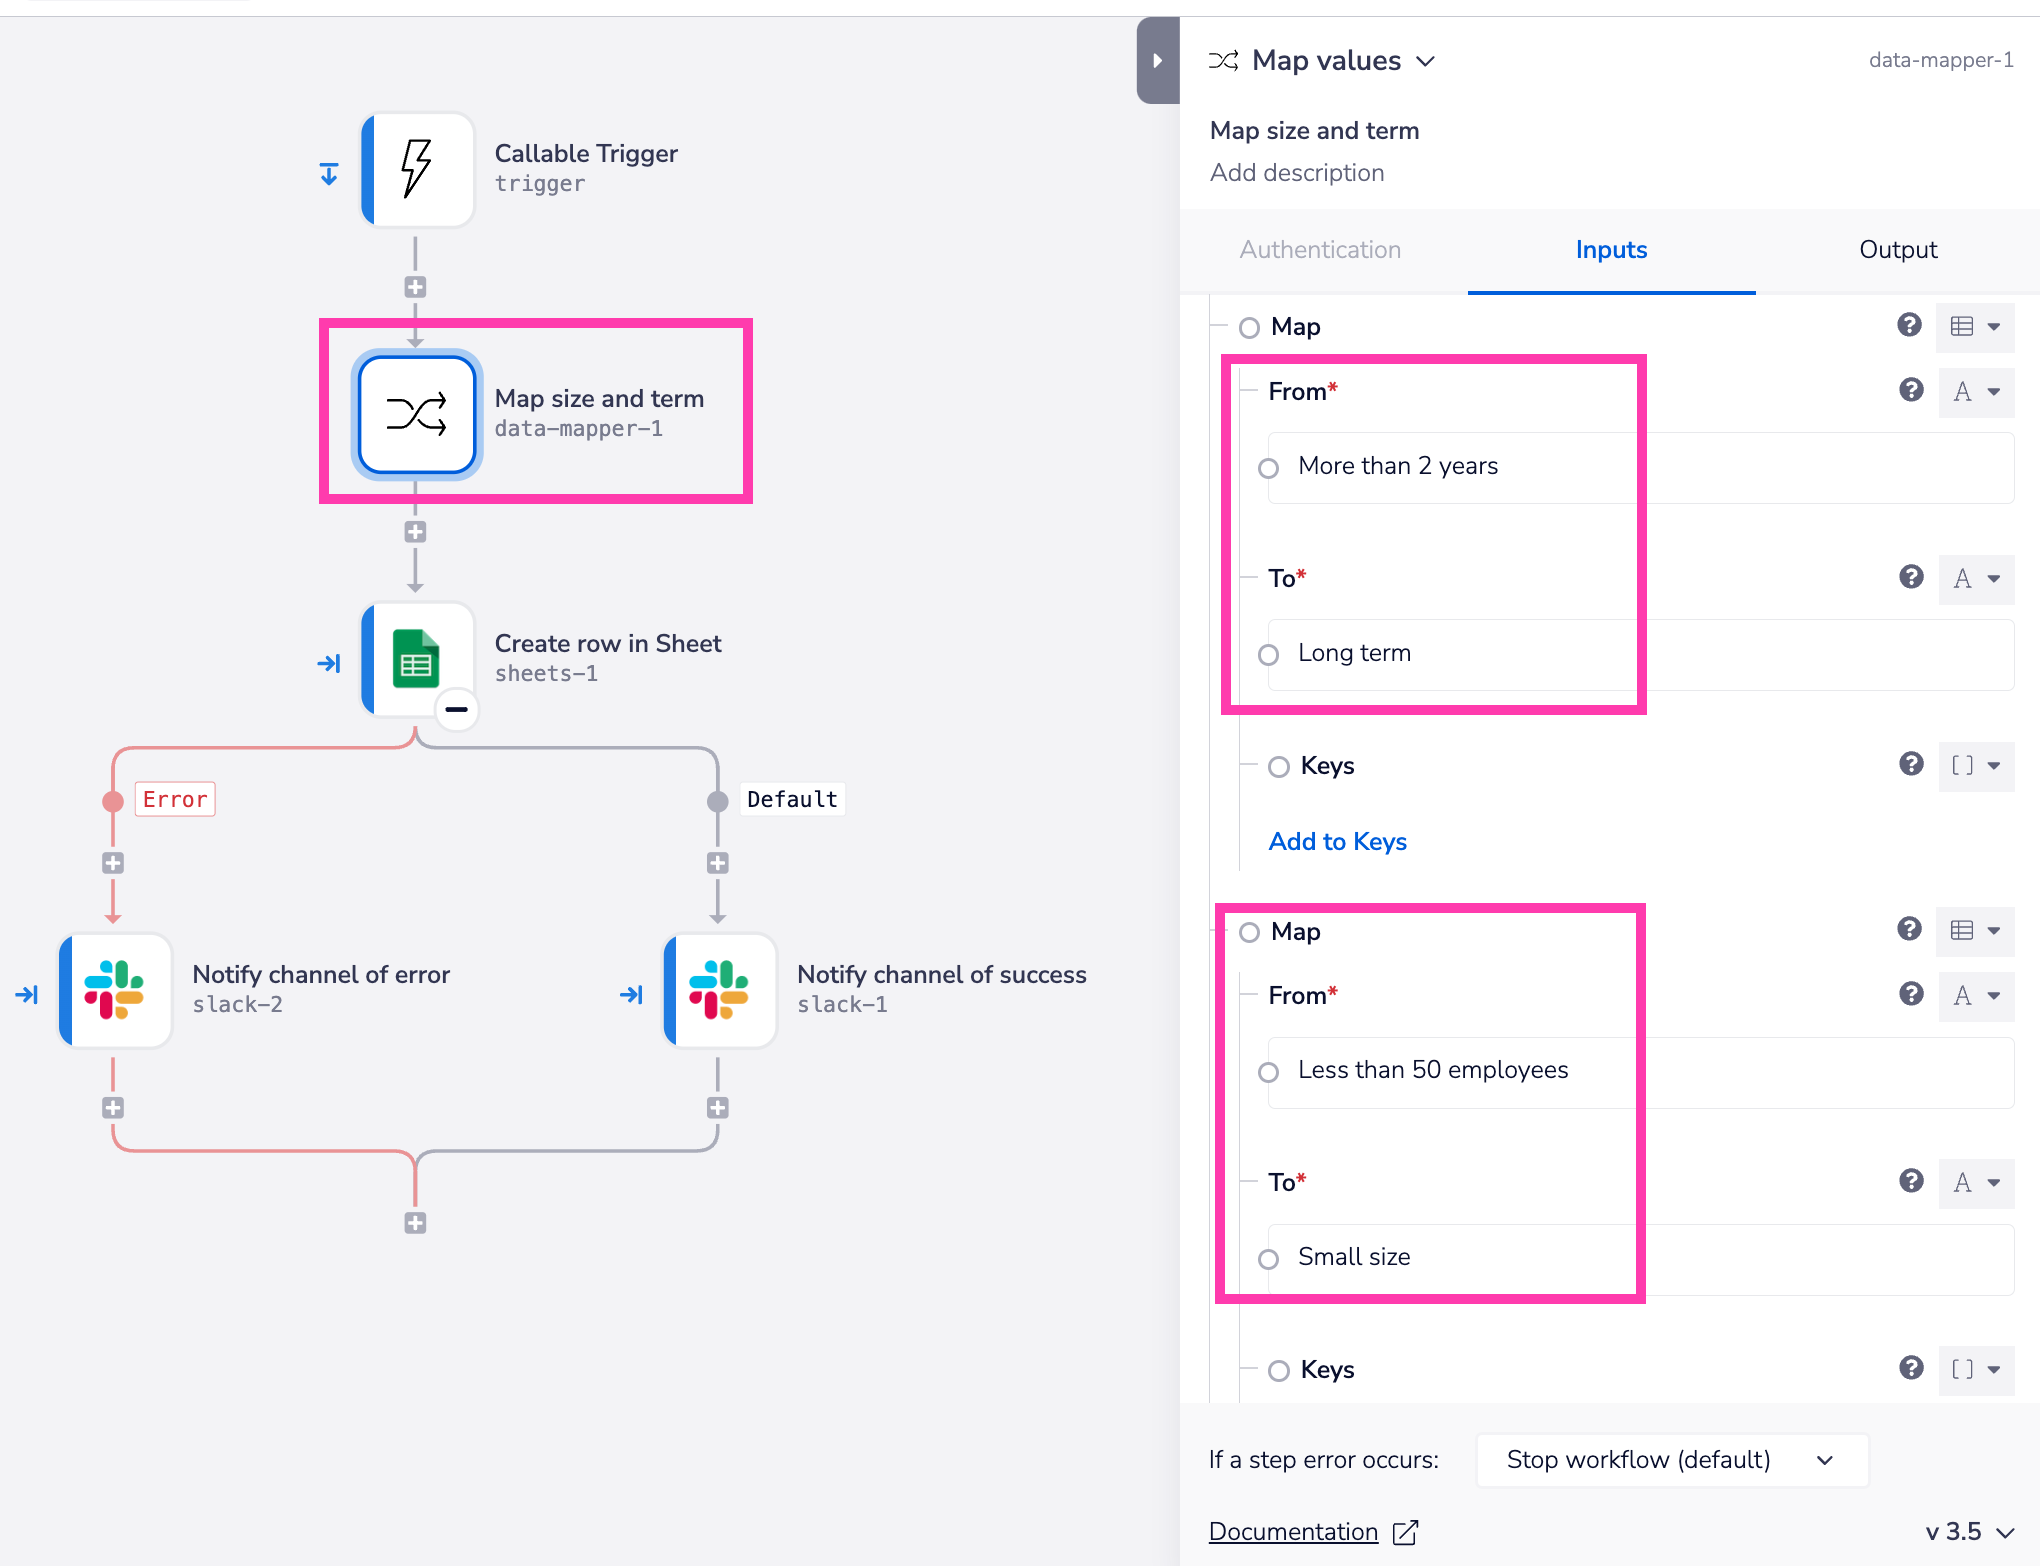 Callable Trigger
trigger
Map size and term
data-mapper-1
Create row in Sheet
sheets-1
Error
Default
Notify channel of error
slack-2
Notify channel of success
slack-1
Map values
data-mapper-1
Map size and term
Add description
Authentication
Inputs
Output
Map
From*
A
More than 2 years
To*
A
Long term
Keys
[ ]
Add to Keys
Map
From*
A
Less than 50 employees
To*
A
Small size
Keys
[ ]
If a step error occurs:
Stop workflow (default)
Documentation
v 3.5